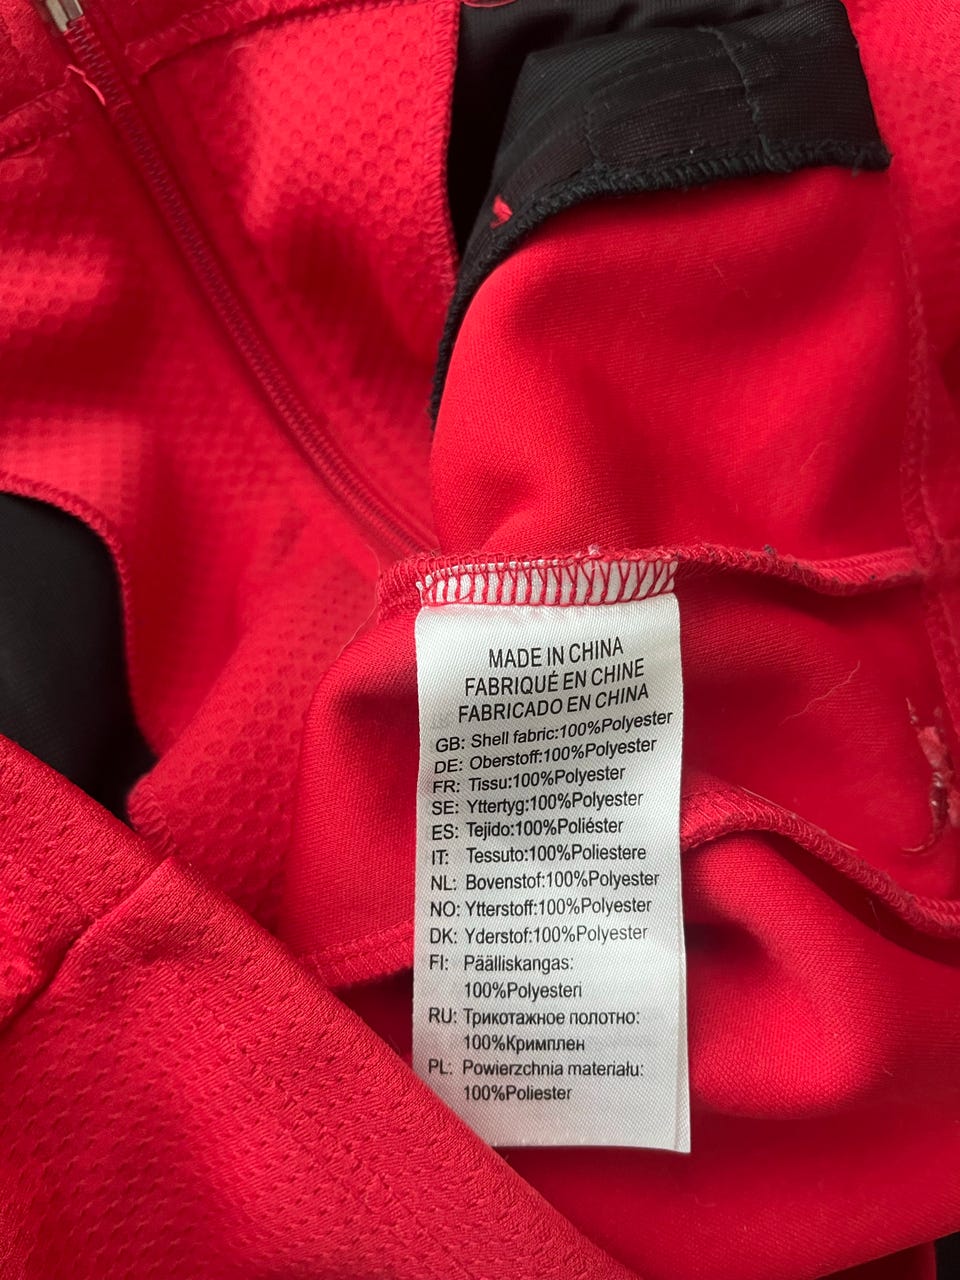 MADE IN CHINA
FABRIQUÉ EN CHINE
FABRICADO EN CHINA
GB: Shell fabric:100%Polyester
DE: Oberstoff:100%Polyester
FR: Tissu:100%Polyester
SE: Yttertyg:100%Polyester
ES: Tejido:100%Poliéster
IT: Tessuto:100%Poliestere
NL: Bovenstof:100%Polyester
NO: Ytterstoff:100%Polyester
DK: Yderstof:100%Polyester
FI: Päälliskangas:
100%Polyesteri
RU: Трикотажное полотно:
100%Кримплен
PL: Powierzchnia materiału:
100%Poliester